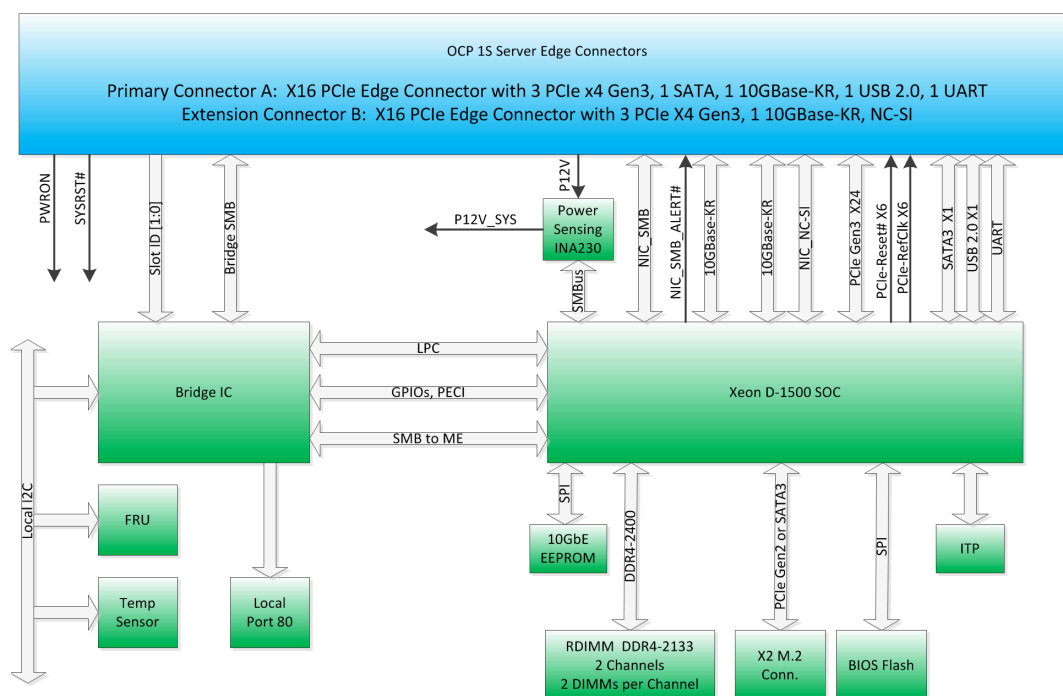 OCP 1S Server Edge Connectors
Primary Connector A:  X16 PCIe Edge Connector with 3 PCIe x4 Gen3, 1 SATA, 1 10GBase-KR, 1 USB 2.0, 1 UART
Extension Connector B:  X16 PCIe Edge Connector with 3 PCIe X4 Gen3, 1 10GBase-KR, NC-SI
PWRON
SYSRST#
Slot ID [1:0]
Bridge SMB
P12V
P12V_SYS
Power
Sensing
INA230
SMBus
NIC_SMB
NIC_SMB_ALERT#
10GBase-KR
10GBase-KR
NIC_NC-SI
PCIe Gen3  X24
PCIe-Reset# X6
PCIe-RefClk X6
SATA3  X1
USB 2.0 X1
UART
Bridge IC
LPC
GPIOs, PECI
SMB to ME
Xeon D-1500 SOC
Local I2C
FRU
Temp
Sensor
Local
Port 80
SPI
10GbE
EEPROM
DDR4-2400
RDIMM  DDR4-2133
2 Channels
2 DIMMs per Channel
PCIe Gen2 or SATA3
X2 M.2
Conn.
SPI
BIOS Flash
ITP